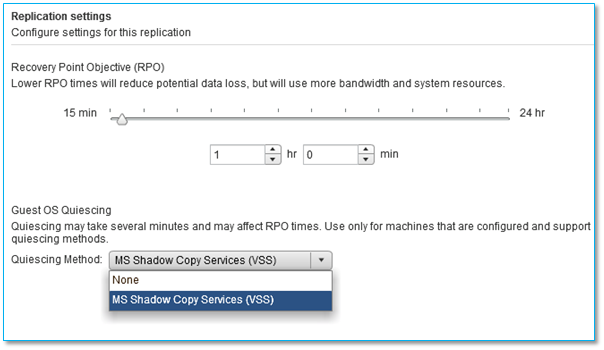 Replication settings
Configure settings for this replication
Recovery Point Objective (RPO)
Lower RPO times will reduce potential data loss, but will use more bandwidth and system resources.
15 min
24 hr
1 hr 0 min
Guest OS Quiescing
Quiescing may take several minutes and may affect RPO times. Use only for machines that are configured and support
quiescing methods.
Quiescing Method: MS Shadow Copy Services (VSS)
None
MS Shadow Copy Services (VSS)